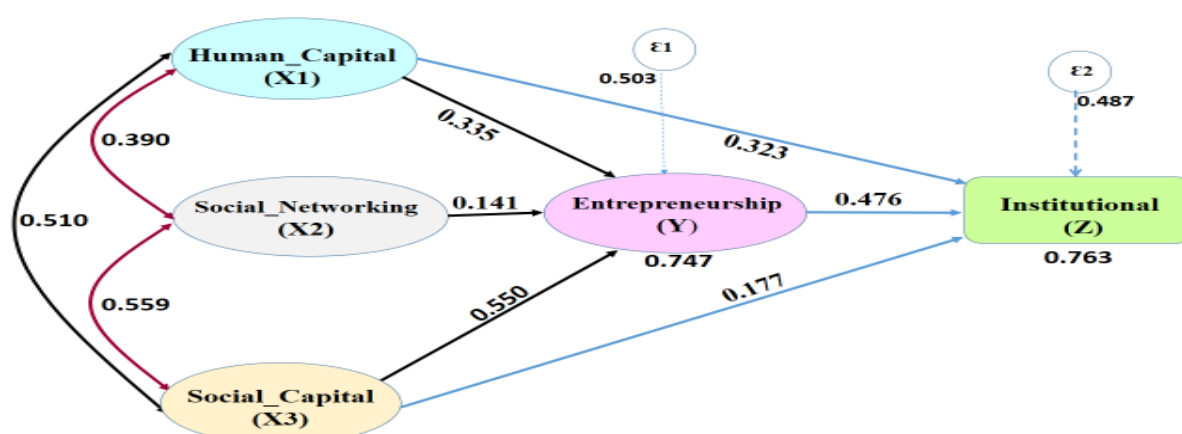 Human_Capital
(X1)
ε1
0.503
ε2
0.487
0.390
0.335
0.323
0.510
Social_Networking
(X2)
0.141
Entrepreneurship
(Y)
0.747
0.476
Institutional
(Z)
0.763
0.559
0.550
0.177
Social_Capital
(X3)